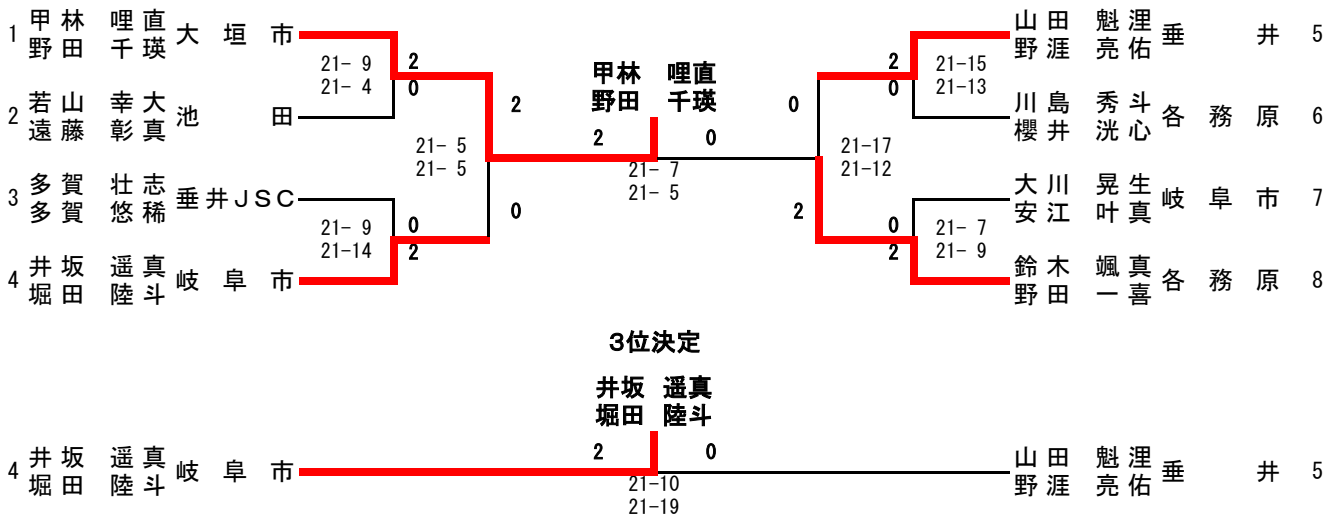 1 甲林 哩直 大垣市
野田 千瑛
21- 9 2
21- 4 0
2 若山 幸大 池田
遠藤 彰真
21- 5 2
21- 5 0
3 多賀 壮志 垂井JSC
多賀 悠稀
21- 9 0
21-14 2
4 井坂 遥真 岐阜市
堀田 陸斗
甲林 哩直
野田 千瑛
2 0
21- 7
21- 5
山田 魁浬 垂井 5
野涯 亮佑
2 21-15
0 21-13
川島 秀斗 各務原 6
櫻井 洸心
0 21-17
2 21-12
大川 晃生 岐阜市 7
安江 叶真
0 21- 7
2 21- 9
鈴木 颯真 各務原 8
野田 一喜
3位決定
井坂 遥真
堀田 陸斗
2 0
4 井坂 遥真 岐阜市
堀田 陸斗
21-10
21-19
山田 魁浬 垂井 5
野涯 亮佑